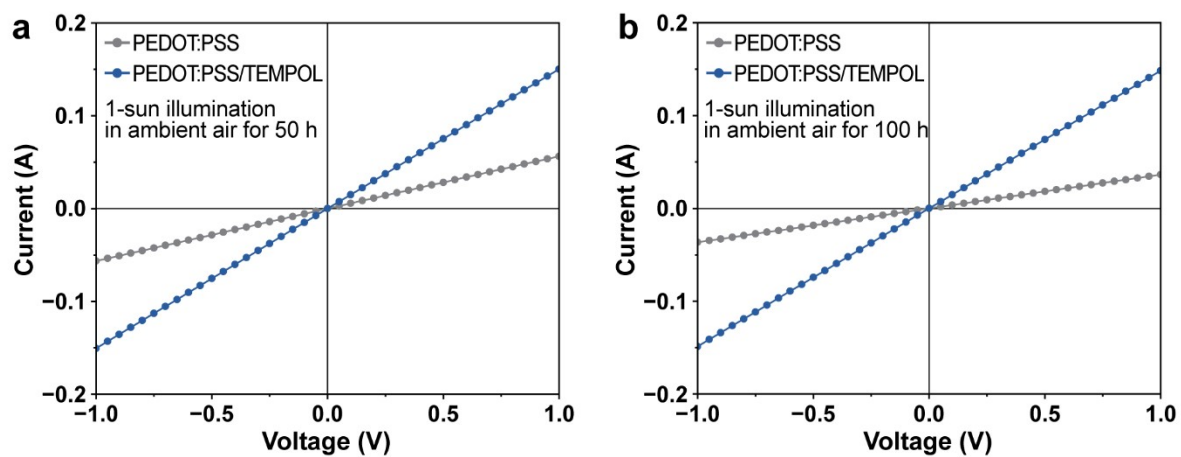 a
PEDOT:PSS
PEDOT:PSS/TEMPOL
1-sun illumination
in ambient air for 50 h
0.2
0.1
0.0
−0.1
−0.2
Current (A)
−1.0 −0.5 0.0 0.5 1.0
Voltage (V)
b
PEDOT:PSS
PEDOT:PSS/TEMPOL
1-sun illumination
in ambient air for 100 h
0.2
0.1
0.0
−0.1
−0.2
Current (A)
−1.0 −0.5 0.0 0.5 1.0
Voltage (V)